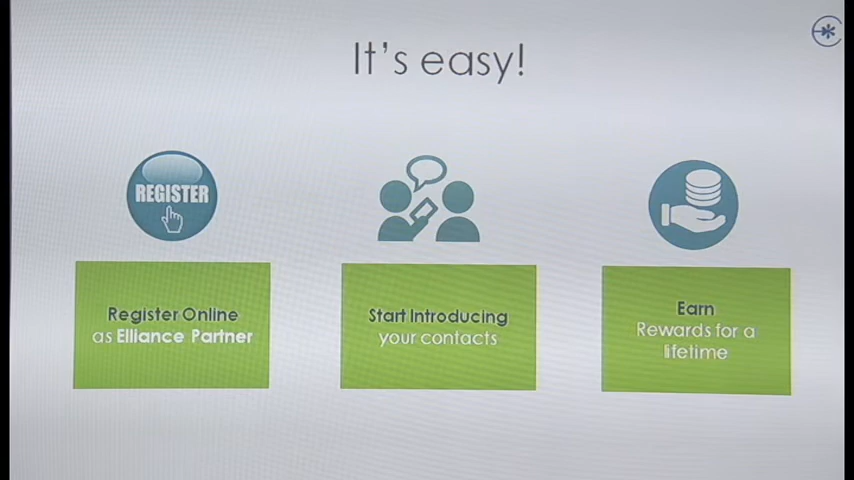 It's easy!
REGISTER
Register Online
as Elliance Partner
Start Introducing
your contacts
Earn
Rewards for a
lifetime